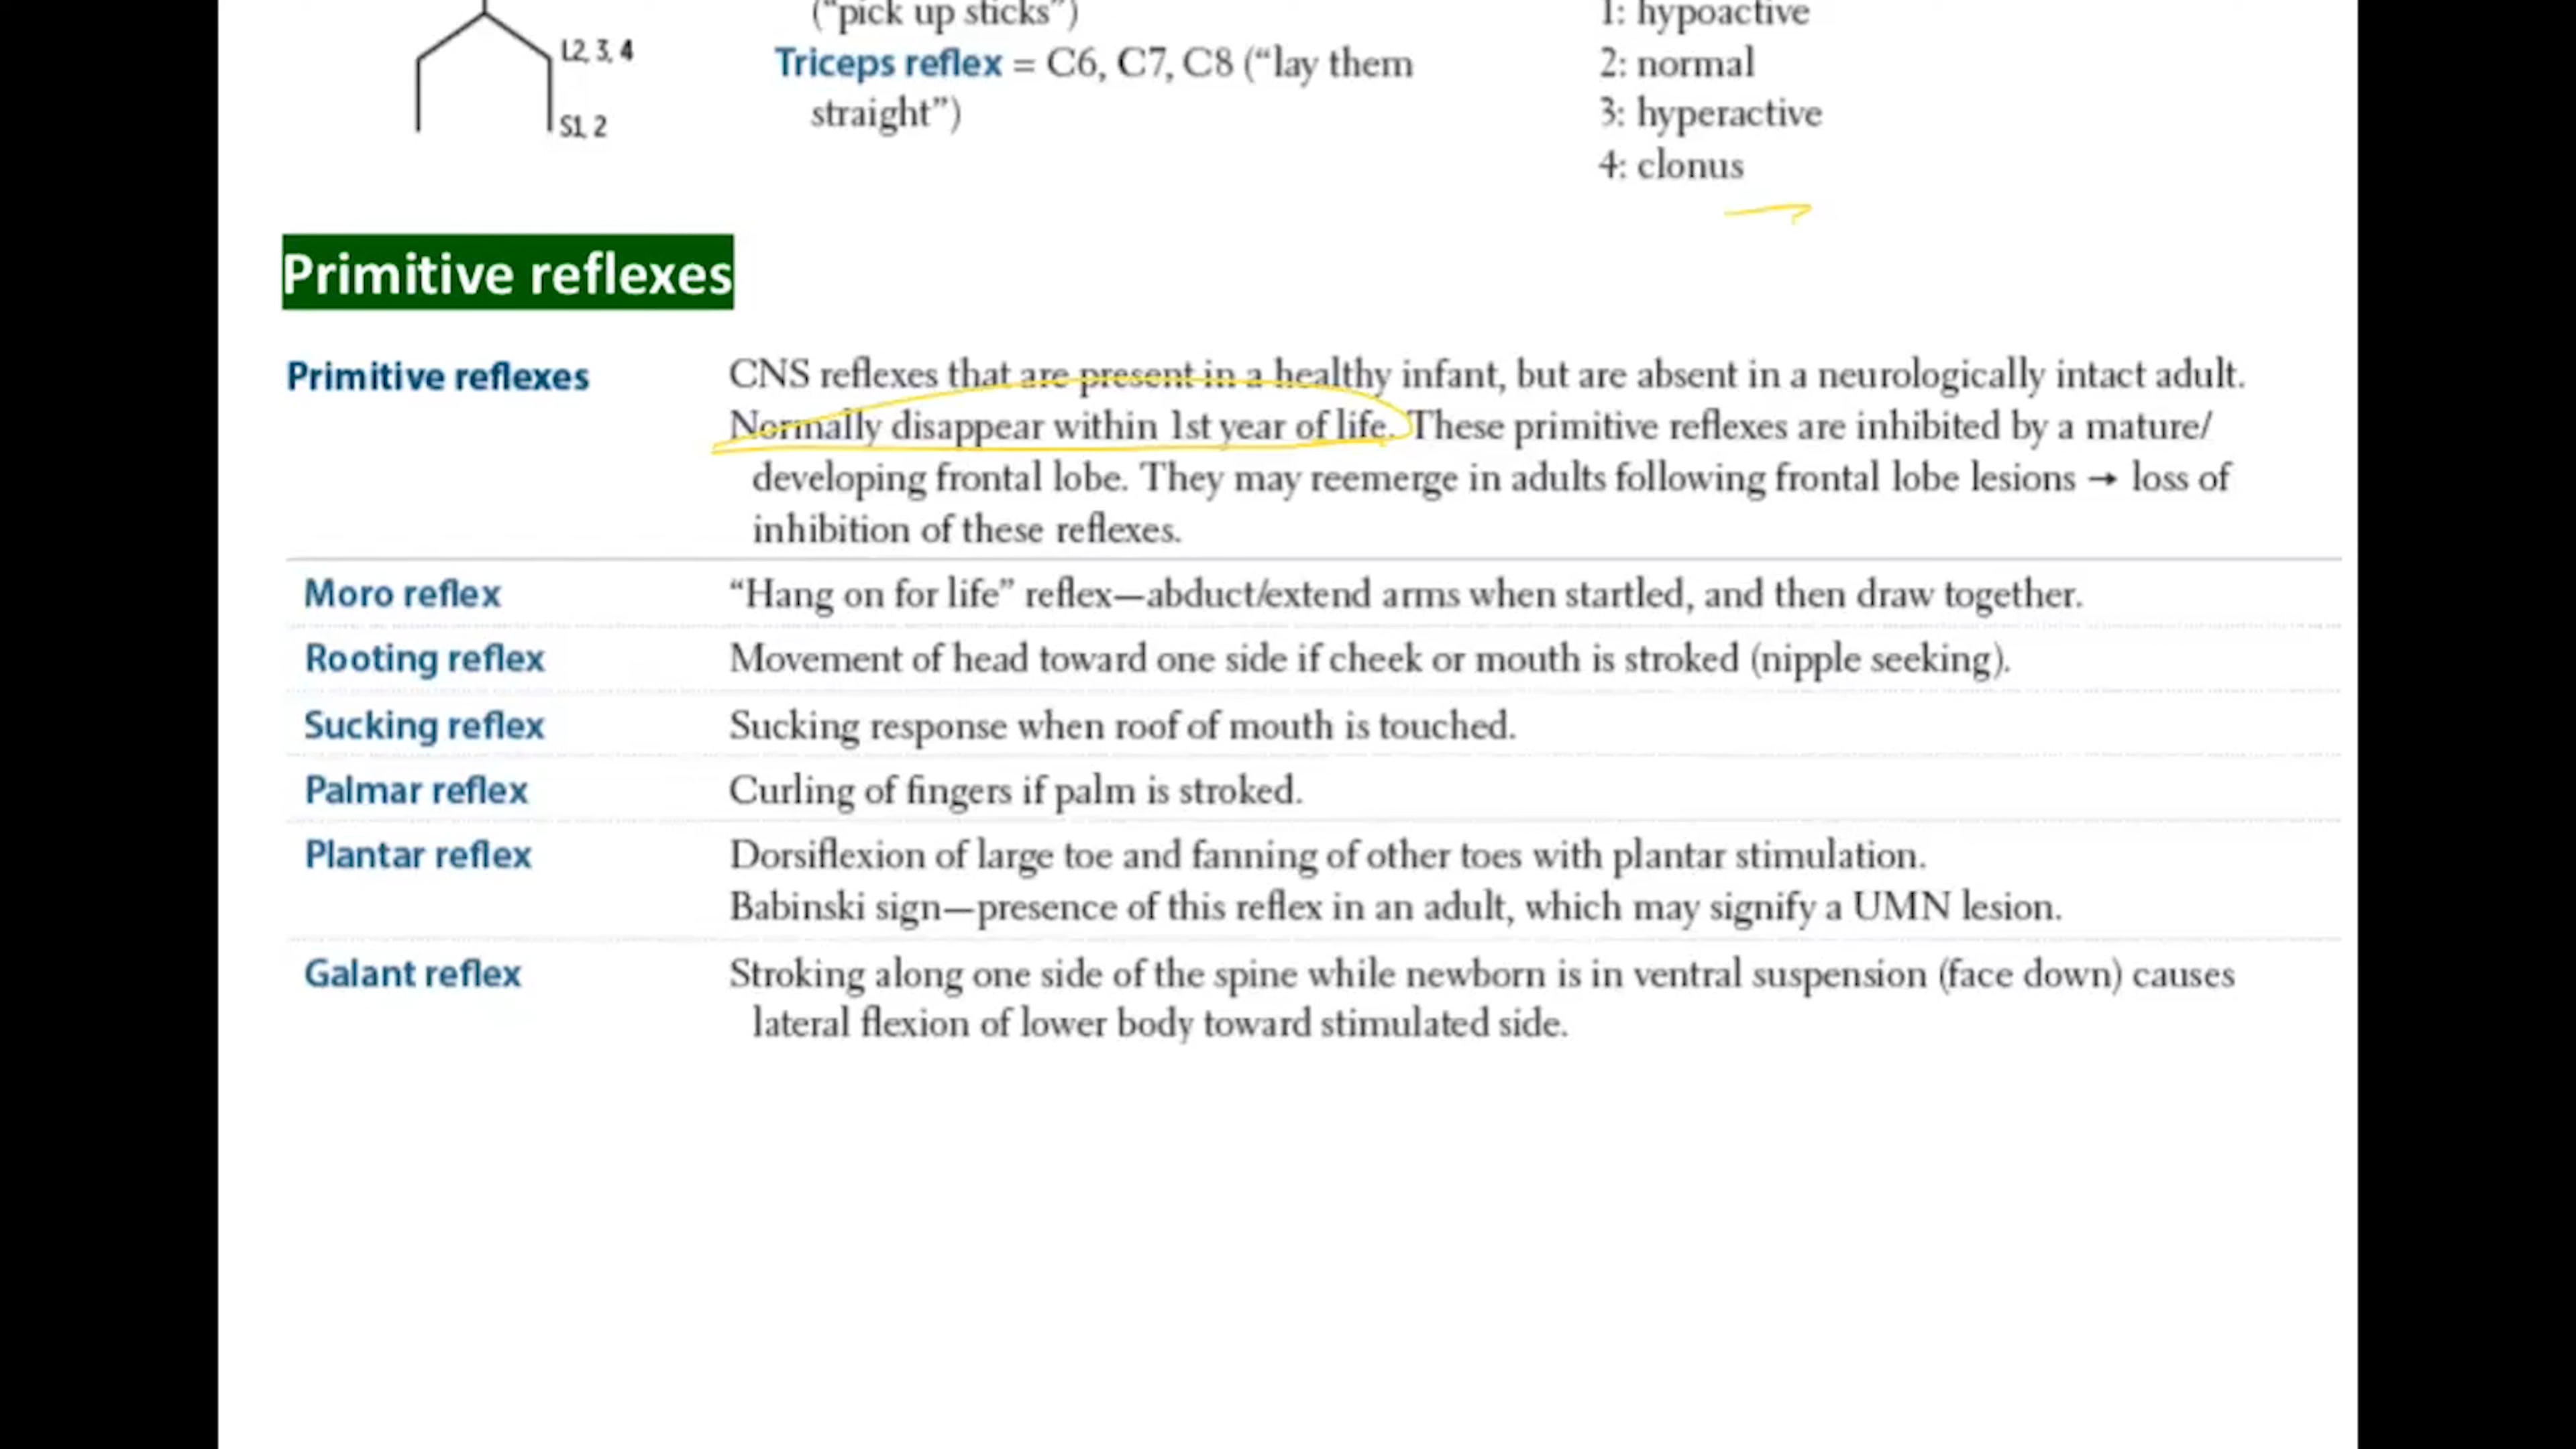 ("pick up sticks")
Triceps reflex = C6, C7, C8 ("lay them
straight")
1: hypoactive
2: normal
3: hyperactive
4: clonus
L2, 3, 4
S1, 2
Primitive reflexes
Primitive reflexes
CNS reflexes that are present in a healthy infant, but are absent in a neurologically intact adult.
Normally disappear within 1st year of life. These primitive reflexes are inhibited by a mature/
developing frontal lobe. They may reemerge in adults following frontal lobe lesions → loss of
inhibition of these reflexes.
Moro reflex
“Hang on for life” reflex—abduct/extend arms when startled, and then draw together.
Rooting reflex
Movement of head toward one side if cheek or mouth is stroked (nipple seeking).
Sucking reflex
Sucking response when roof of mouth is touched.
Palmar reflex
Curling of fingers if palm is stroked.
Plantar reflex
Dorsiflexion of large toe and fanning of other toes with plantar stimulation.
Babinski sign—presence of this reflex in an adult, which may signify a UMN lesion.
Galant reflex
Stroking along one side of the spine while newborn is in ventral suspension (face down) causes
lateral flexion of lower body toward stimulated side.